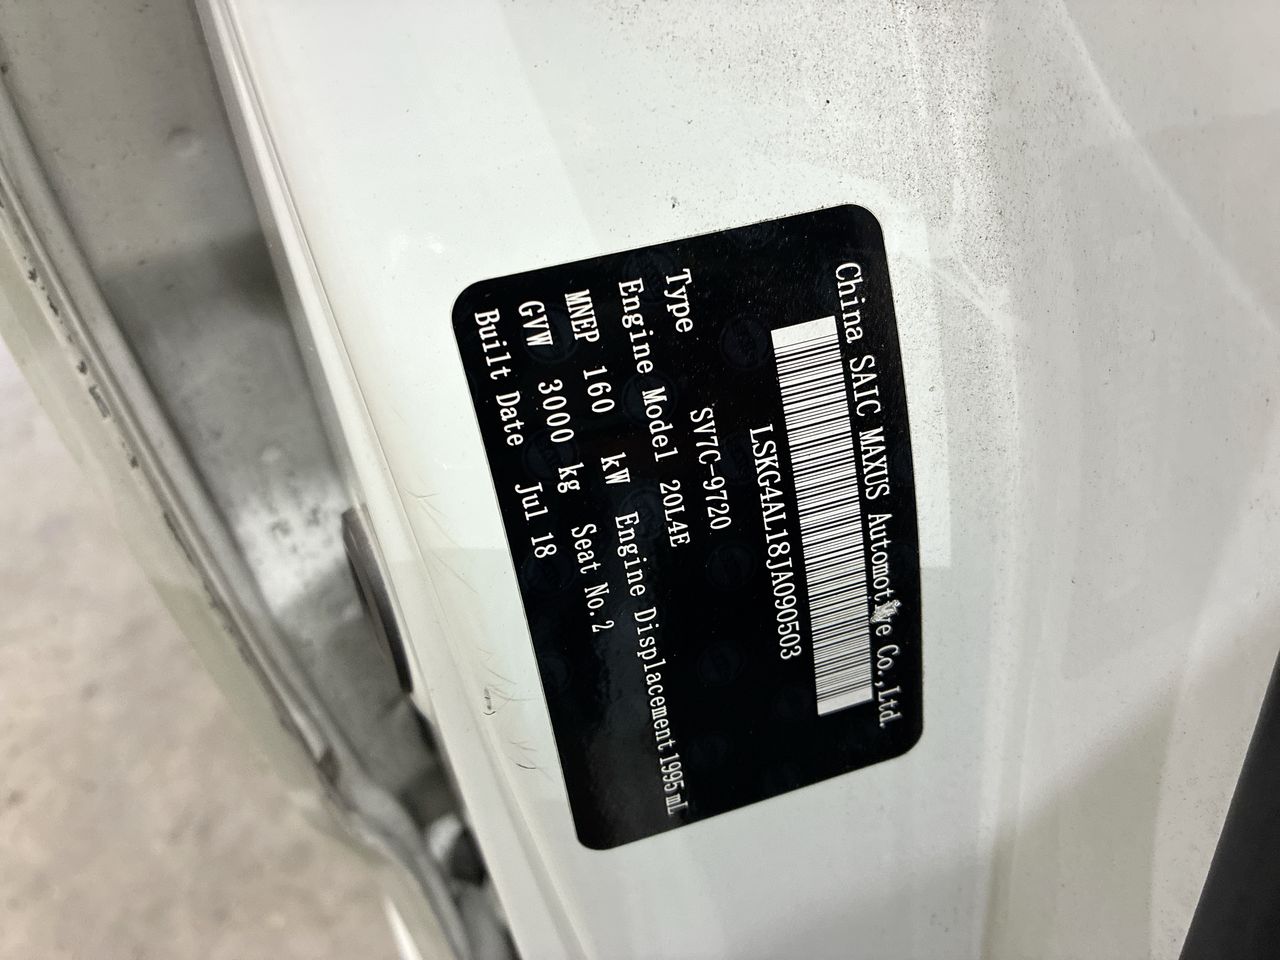 China SAIC MAXUS Automotive Co.,Ltd.
LSKG4AL18JA090503
Type SV7C-9720
Engine Model 20L4E
MNEP 160 kW Engine Displacement 1995 mL
GVW 3000 kg Seat No.2
Built Date Jul 18